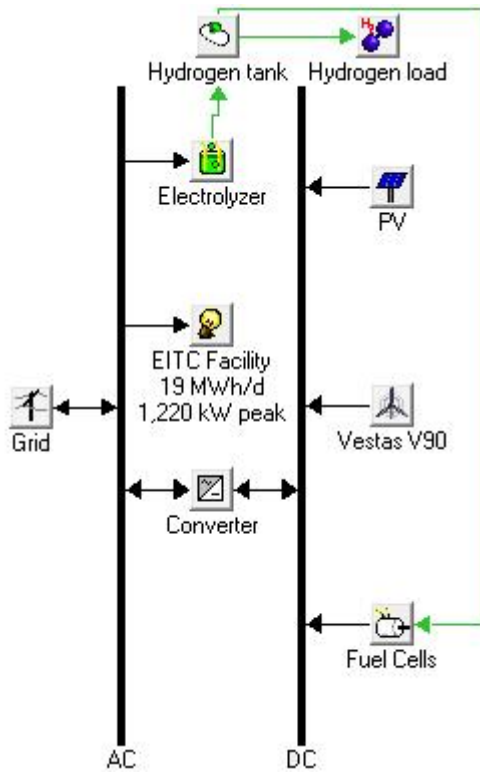 Hydrogen tank
Hydrogen load
H2
Electrolyzer
PV
EITC Facility
19 MWh/d
1,220 kW peak
Grid
Vestas V90
Converter
Fuel Cells
AC
DC